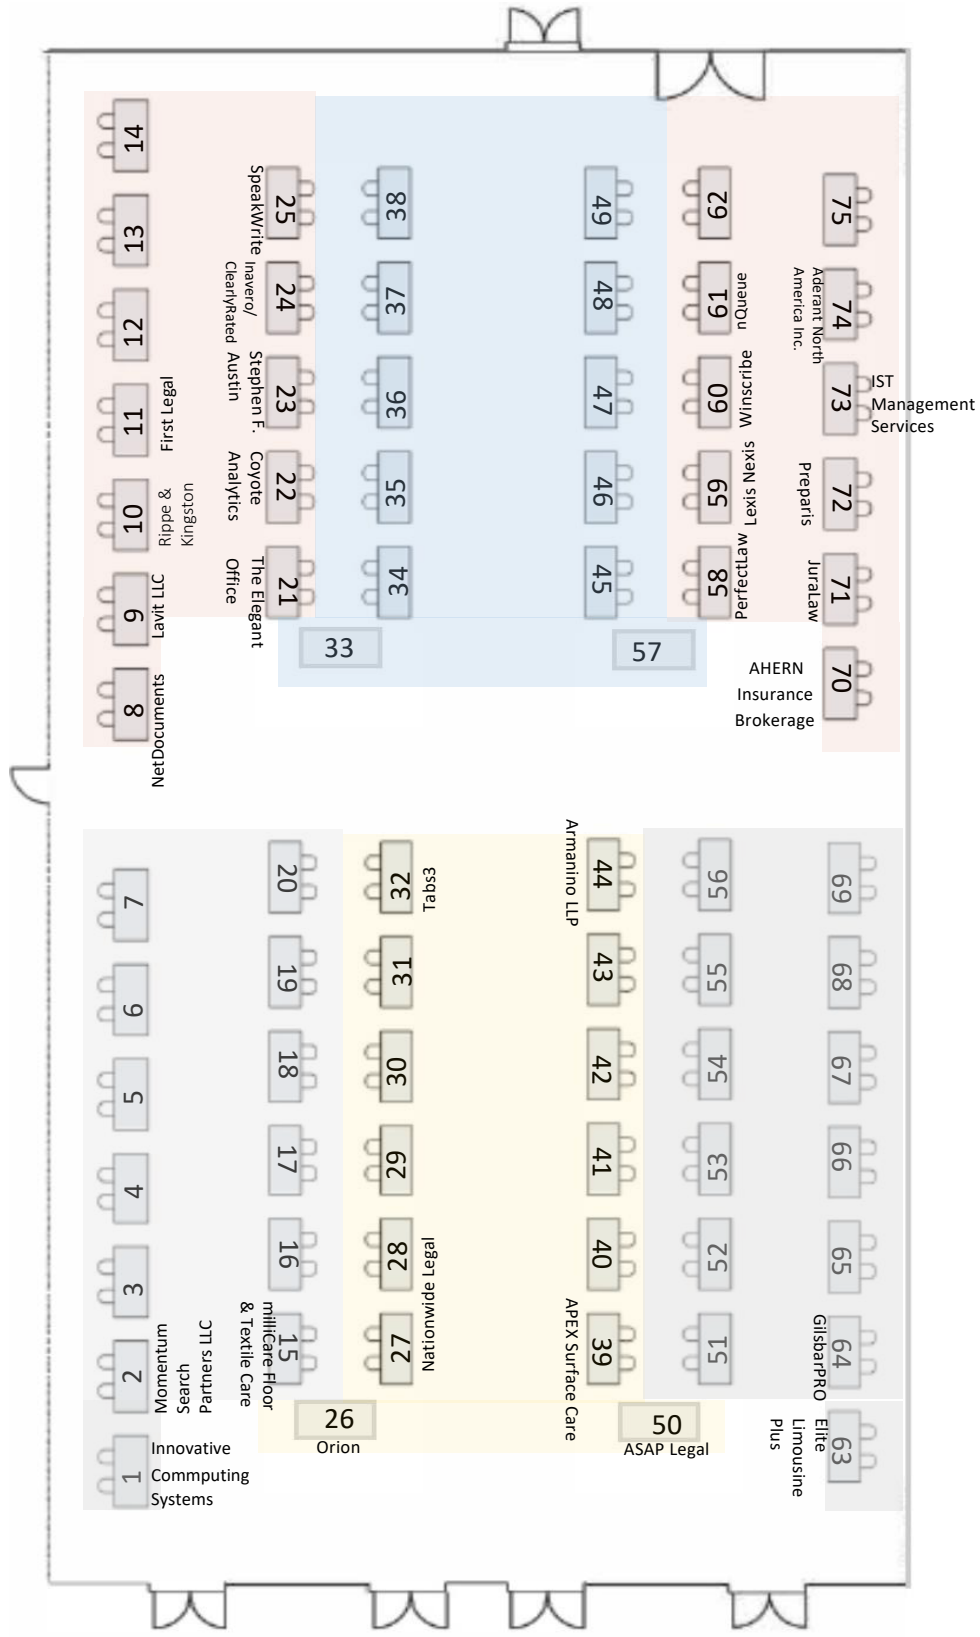 14
13
12
11
First Legal
10
Rippe &
Kingston
9
Lavit LLC
8
NetDocuments
25
SpeakWrite
24
Inavero/
ClearlyRated
23
Stephen F.
Austin
22
Coyote
Analytics
21
The Elegant
Office
38
37
36
35
34
33
49
48
47
46
45
57
62
61
nQueue
60
Winscribe
59
Lexis Nexis
58
PerfectLaw
75
74
Aderant North
America Inc.
73
IST
Management
Services
72
Preparis
71
JuraLaw
70
AHERN
Insurance
Brokerage
7
6
5
4
3
2
Momentum
Search
Partners LLC
1
Innovative
Commputing
Systems
20
19
18
17
16
15
milliCare Floor
& Textile Care
32
Tabs3
31
30
29
28
27
Nationwide Legal
26
Orion
44
Armanino LLP
43
42
41
40
39
APEX Surface Care
50
ASAP Legal
56
55
54
53
52
51
69
68
67
66
65
64
GilsbarPRO
63
Elite
Limousine
Plus